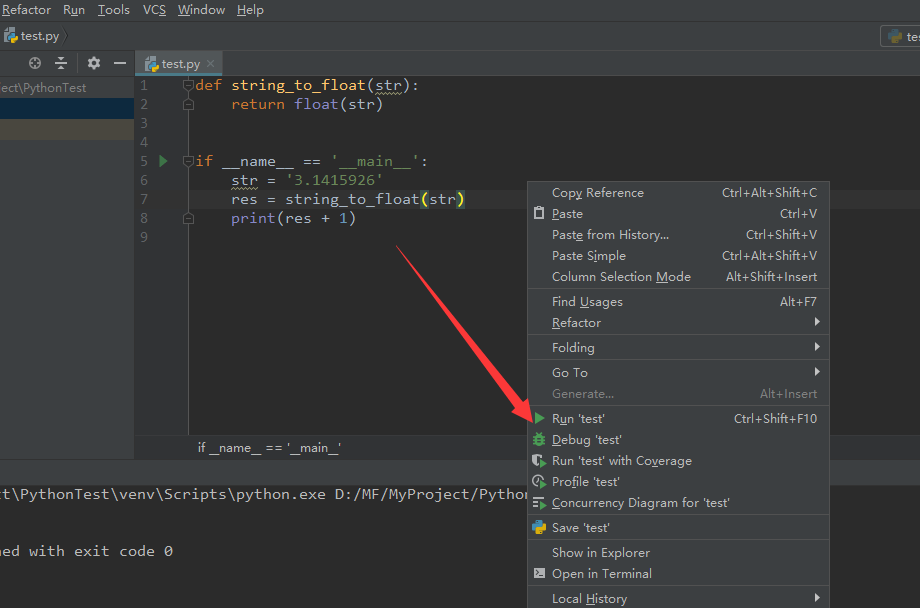 Refactor Run Tools VCS Window Help
test.py
tes
test.py
ect\PythonTest
1 def string_to_float(str):
2 return float(str)
3
4
5 if __name__ == '__main__':
6 str = '3.1415926'
7 res = string_to_float(str)
8 print(res + 1)
9
if __name__ == '__main__'
t\PythonTest\venv\Scripts\python.exe D:/MF/MyProject/Python
ned with exit code 0
Copy Reference Ctrl+Alt+Shift+C
Paste Ctrl+V
Paste from History... Ctrl+Shift+V
Paste Simple Ctrl+Alt+Shift+V
Column Selection Mode Alt+Shift+Insert
Find Usages Alt+F7
Refactor
Folding
Go To
Generate... Alt+Insert
Run 'test' Ctrl+Shift+F10
Debug 'test'
Run 'test' with Coverage
Profile 'test'
Concurrency Diagram for 'test'
Save 'test'
Show in Explorer
Open in Terminal
Local History